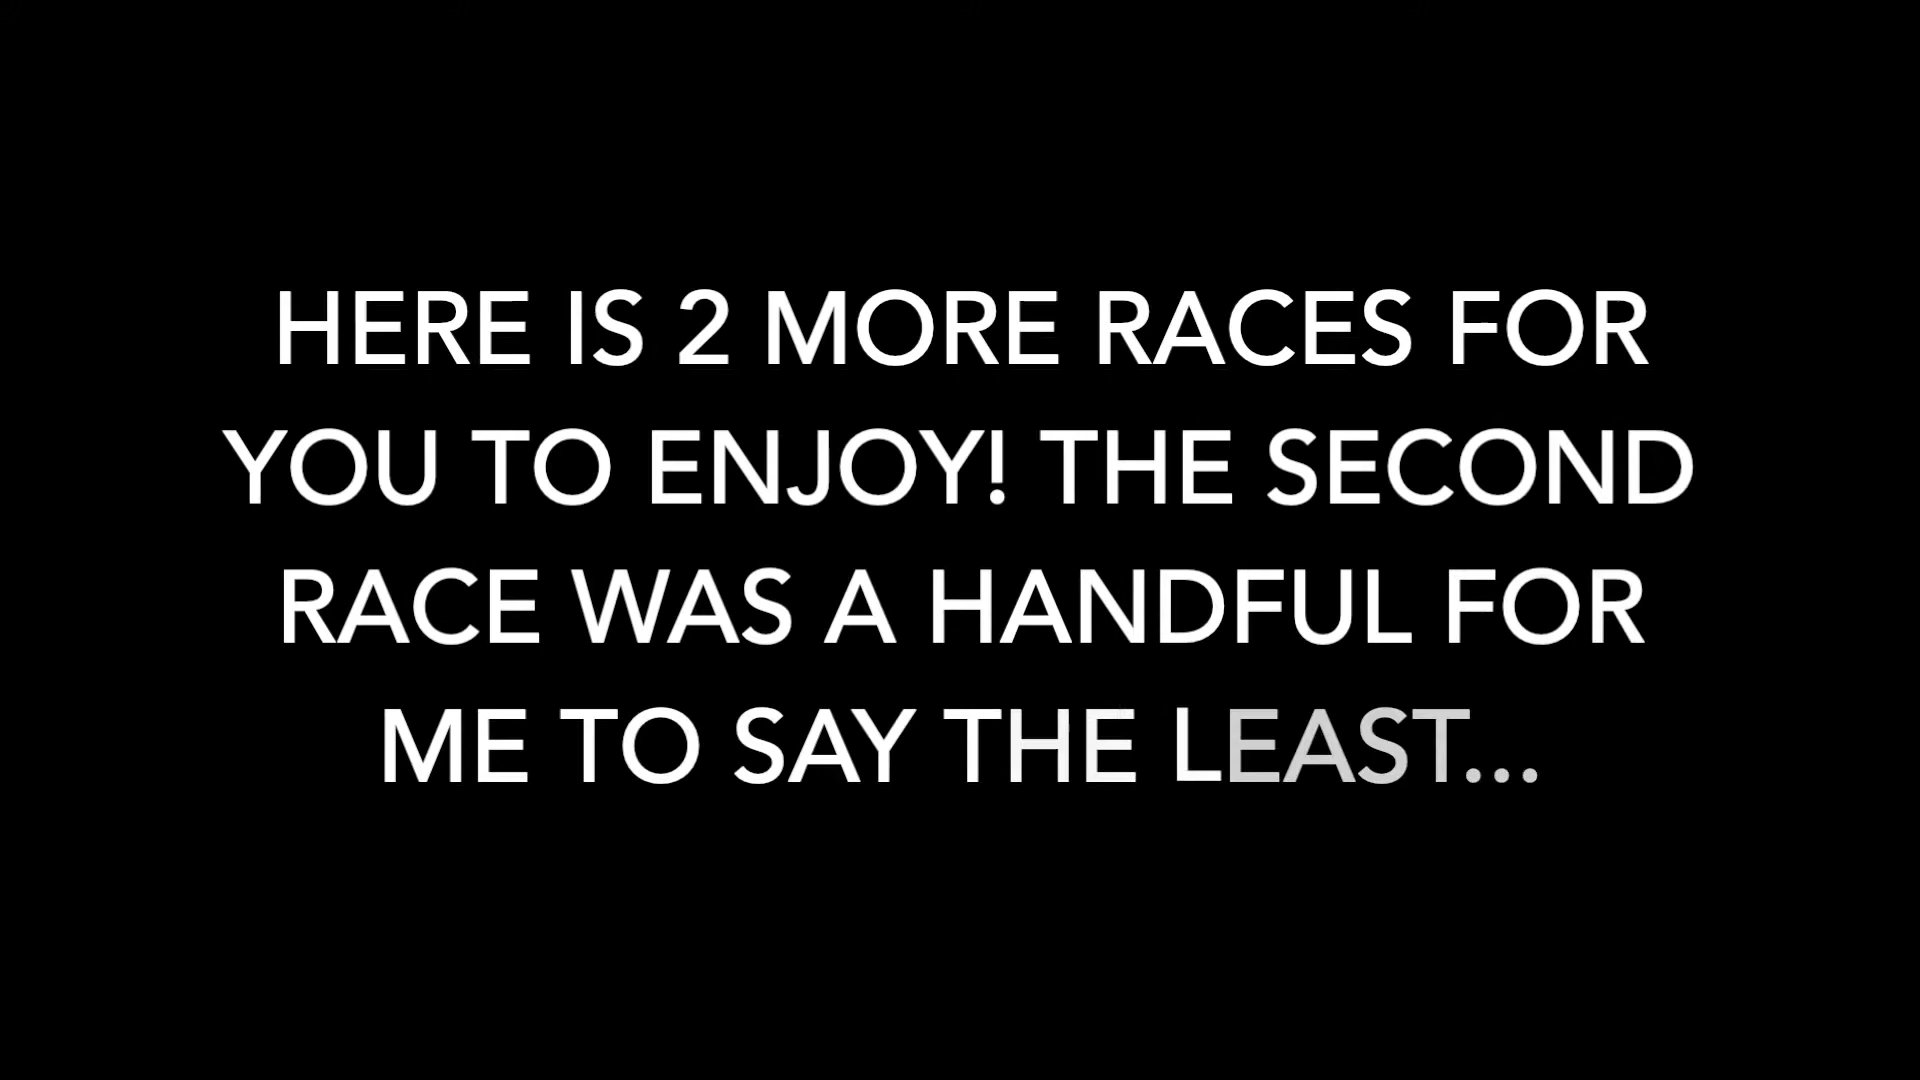 HERE IS 2 MORE RACES FOR
YOU TO ENJOY! THE SECOND
RACE WAS A HANDFUL FOR
ME TO SAY THE LEAST...